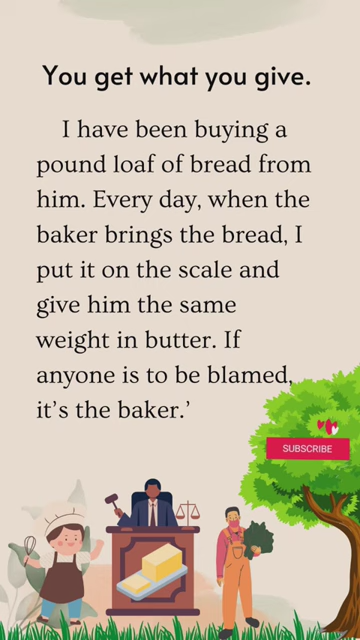 You get what you give.
I have been buying a
pound loaf of bread from
him. Every day, when the
baker brings the bread, I
put it on the scale and
give him the same
weight in butter. If
anyone is to be blamed,
it’s the baker.’
SUBSCRIBE